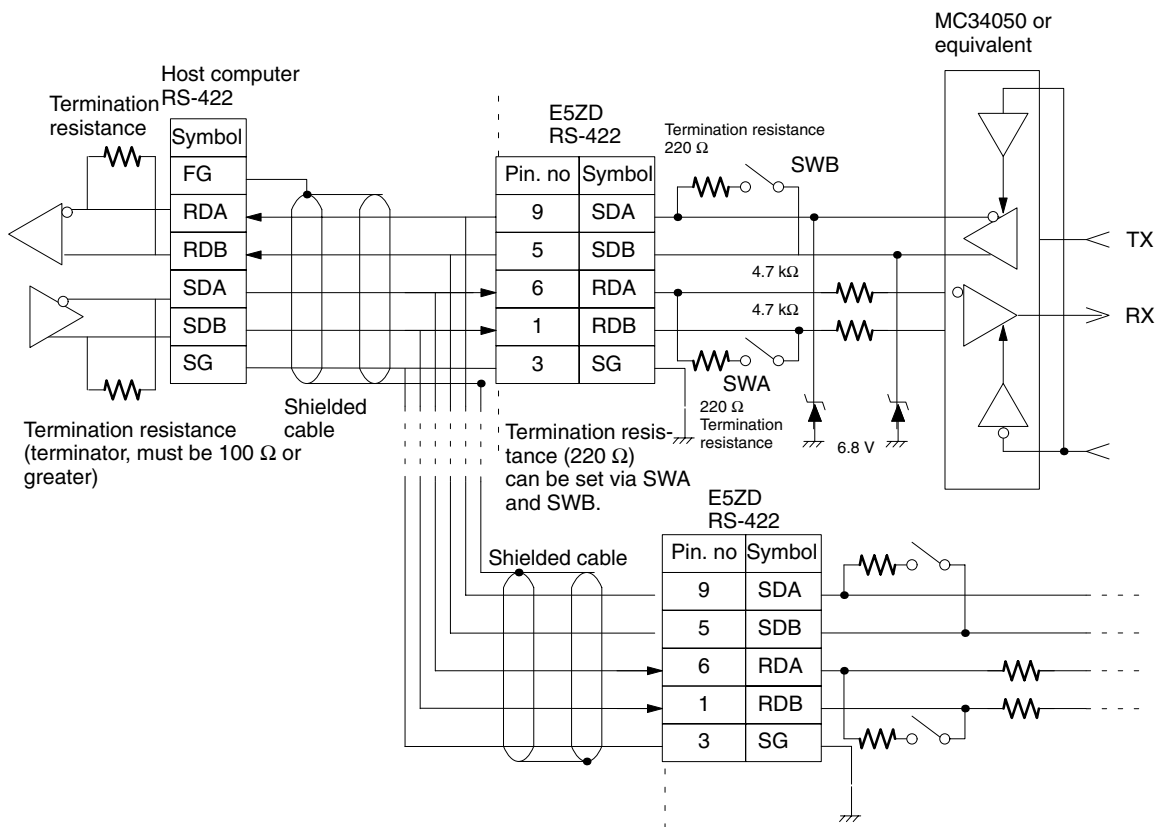 MC34050 or
equivalent
Host computer
RS-422
Termination
resistance
Symbol
FG
RDA
RDB
SDA
SDB
SG
E5ZD
RS-422
Pin. no Symbol
9 SDA
5 SDB
6 RDA
1 RDB
3 SG
Termination resistance
220 Ω
SWB
4.7 kΩ
4.7 kΩ
SWA
220 Ω
Termination
resistance
6.8 V
TX
RX
Shielded
cable
Termination resistance
(terminator, must be 100 Ω or
greater)
Termination resis-
tance (220 Ω)
can be set via SWA
and SWB.
E5ZD
RS-422
Shielded cable
Pin. no Symbol
9 SDA
5 SDB
6 RDA
1 RDB
3 SG